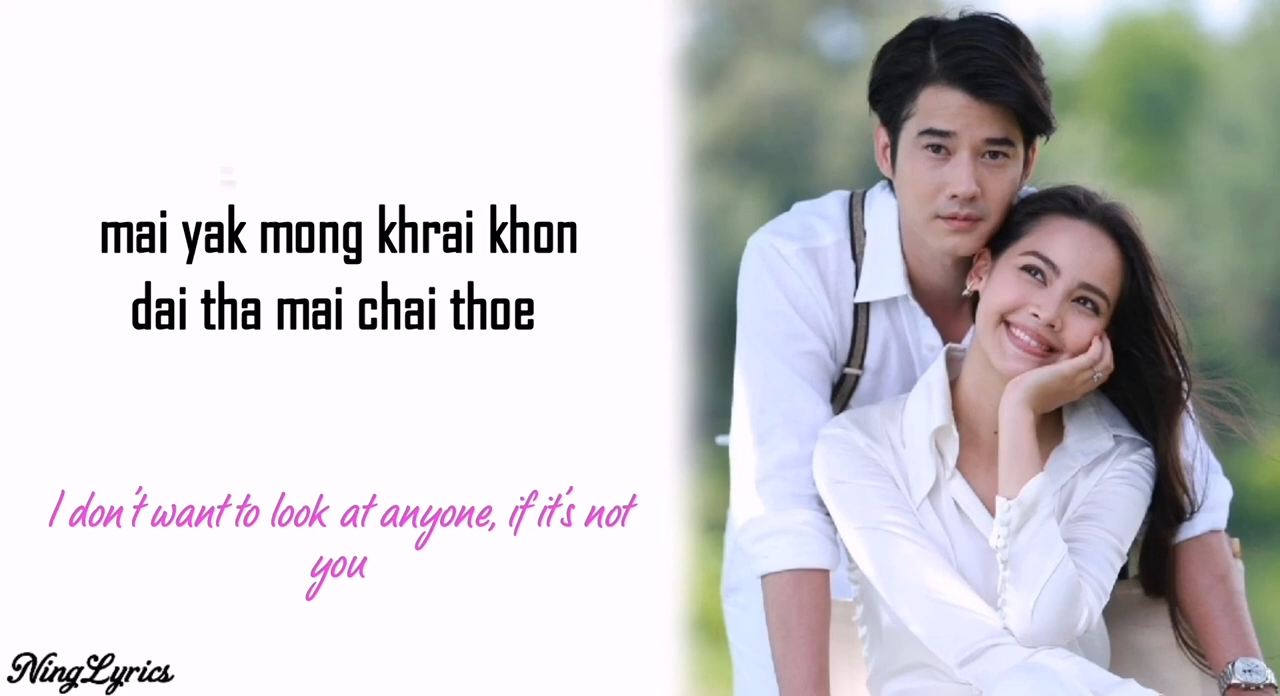 mai yak mong khrai khon
dai tha mai chai thoe
I don't want to look at anyone, if it's not
you
NingLyrics